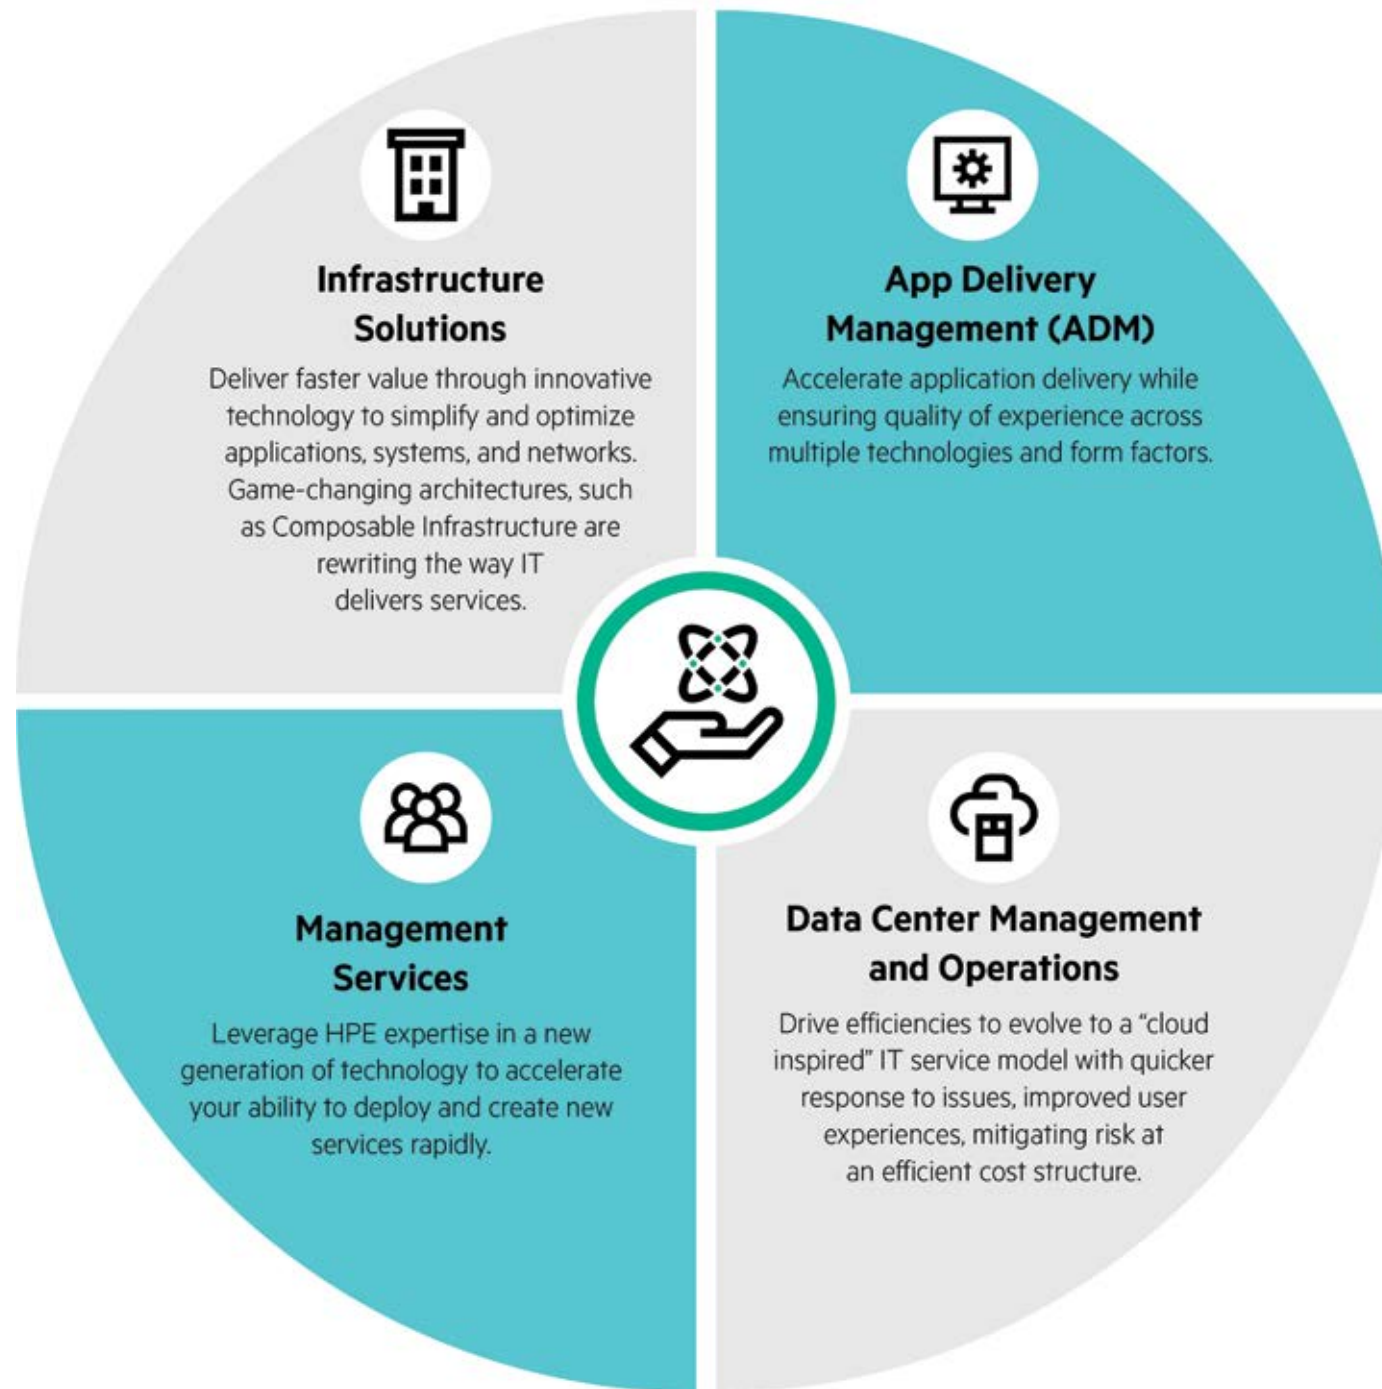 Infrastructure
Solutions
Deliver faster value through innovative
technology to simplify and optimize
applications, systems, and networks.
Game-changing architectures, such
as Composable Infrastructure are
rewriting the way IT
delivers services.
App Delivery
Management (ADM)
Accelerate application delivery while
ensuring quality of experience across
multiple technologies and form factors.
Management
Services
Leverage HPE expertise in a new
generation of technology to accelerate
your ability to deploy and create new
services rapidly.
Data Center Management
and Operations
Drive efficiencies to evolve to a “cloud
inspired” IT service model with quicker
response to issues, improved user
experiences, mitigating risk at
an efficient cost structure.